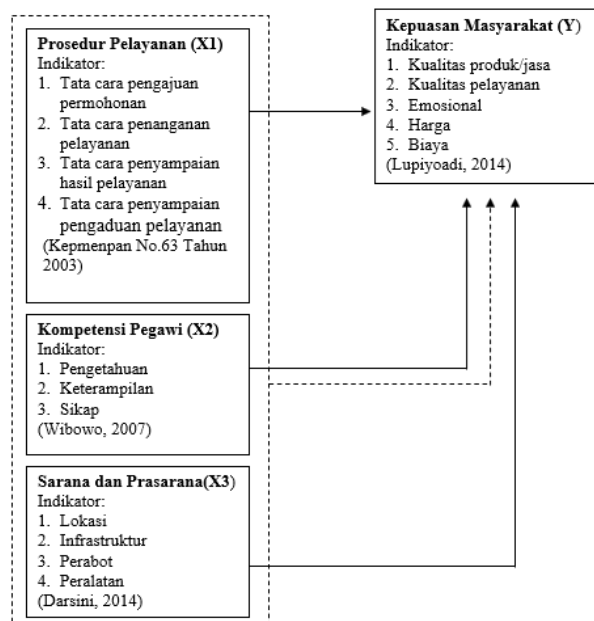 Prosedur Pelayanan (X1)
Indikator:
1. Tata cara pengajuan
permohonan
2. Tata cara penanganan
pelayanan
3. Tata cara penyampaian
hasil pelayanan
4. Tata cara penyampaian
pengaduan pelayanan
(Kepmenpan No.63 Tahun
2003)
Kompetensi Pegawi (X2)
Indikator:
1. Pengetahuan
2. Keterampilan
3. Sikap
(Wibowo, 2007)
Sarana dan Prasarana(X3)
Indikator:
1. Lokasi
2. Infrastruktur
3. Perabot
4. Peralatan
(Darsini, 2014)
Kepuasan Masyarakat (Y)
Indikator:
1. Kualitas produk/jasa
2. Kualitas pelayanan
3. Emosional
4. Harga
5. Biaya
(Lupiyoadi, 2014)